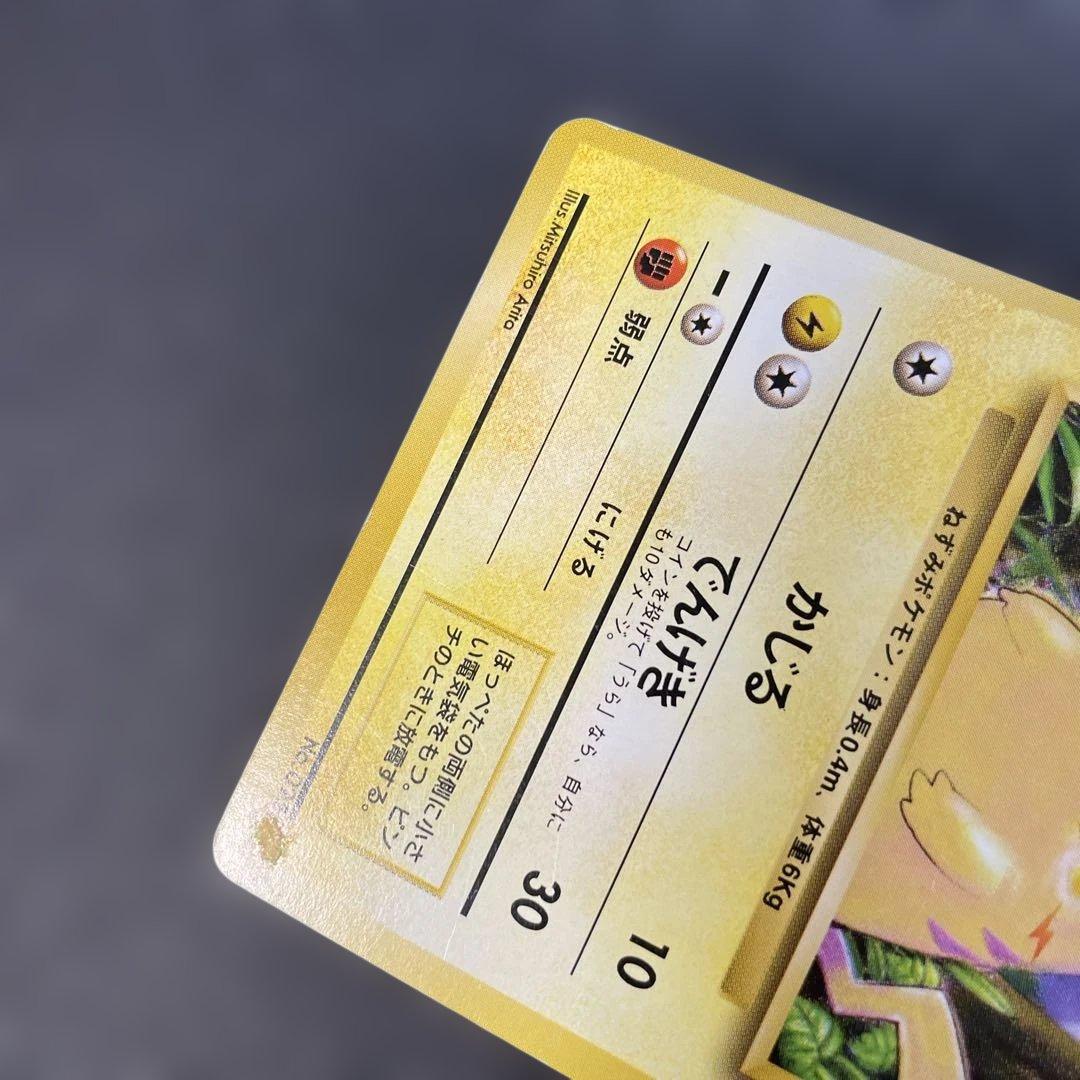 ねずみポケモン：身長0.4m、体重6Kg
かじる 10
でんげき 30
コインを投げて「うら」なら、自分に
も10ダメージ。
にげる
弱点
ほっぺたの両側に小さ
い電気袋をもつ。ピン
チのときに放電する。
Illus.Mitsuhiro Arita